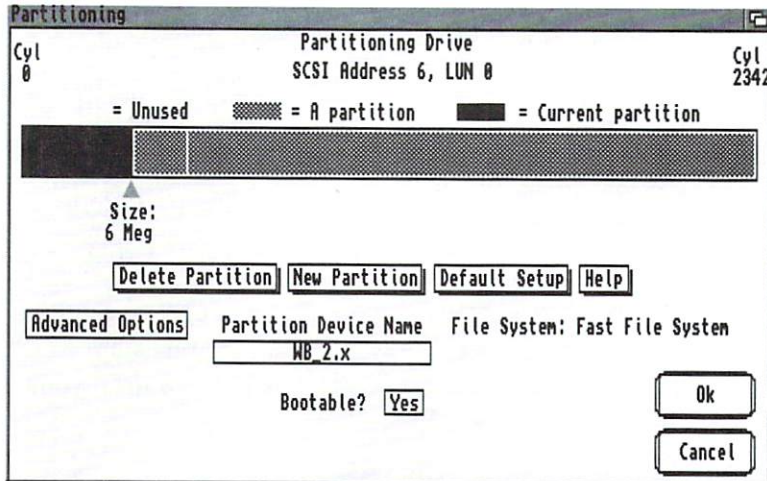 Partitioning
Partitioning Drive
Cyl
0
SCSI Address 6, LUN 0
Cyl
2342
= Unused = A partition = Current partition
Size:
6 Meg
Delete Partition New Partition Default Setup Help
Advanced Options
Partition Device Name
File System: Fast File System
WB_2.x
Bootable? Yes
Ok
Cancel